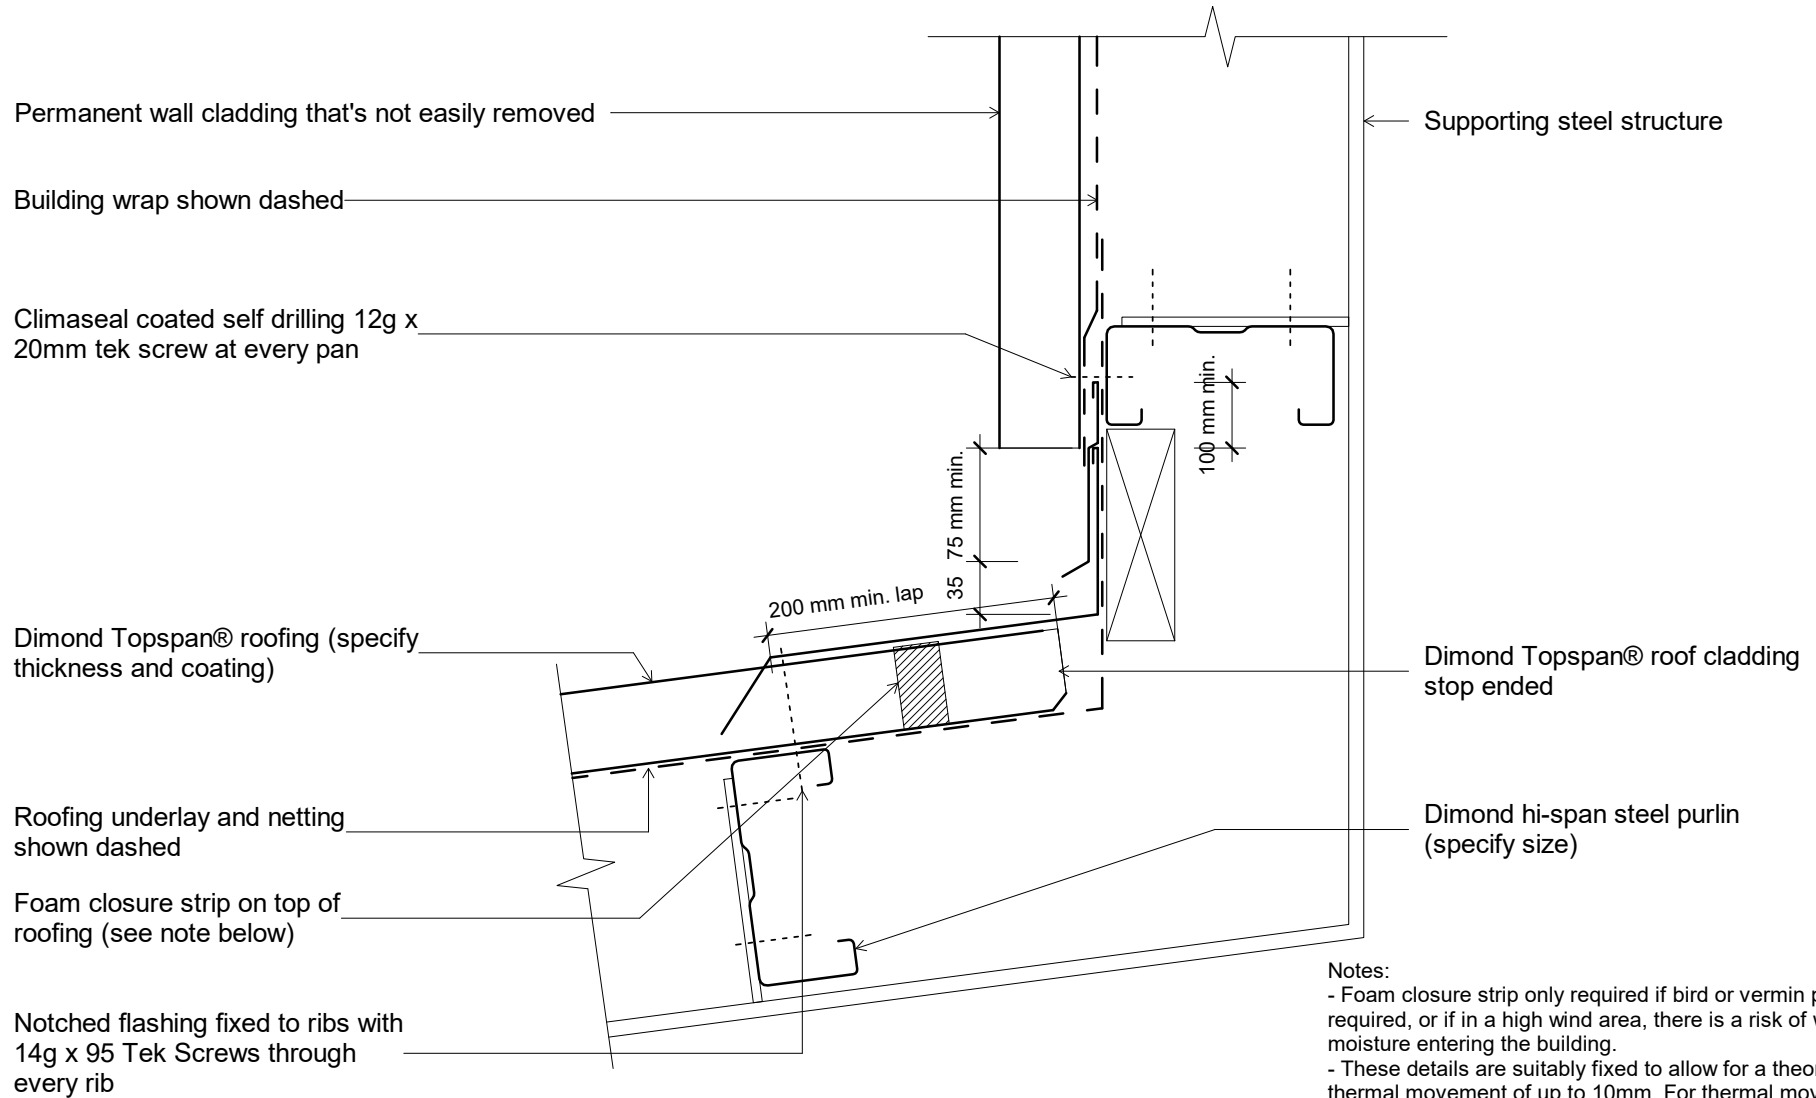 Permanent wall cladding that's not easily removed
Building wrap shown dashed
Climaseal coated self drilling 12g x
20mm tek screw at every pan
Dimond Topspan® roofing (specify
thickness and coating)
Roofing underlay and netting
shown dashed
Foam closure strip on top of
roofing (see note below)
Notched flashing fixed to ribs with
14g x 95 Tek Screws through
every rib
200 mm min. lap
35
75 mm min.
100 mm min.
Supporting steel structure
Dimond Topspan® roof cladding
stop ended
Dimond hi-span steel purlin
(specify size)
Notes:
- Foam closure strip only required if bird or vermin
required, or if in a high wind area, there is a risk of
moisture entering the building.
- These details are suitably fixed to allow for a
thermal movement of up to 10mm. For thermal